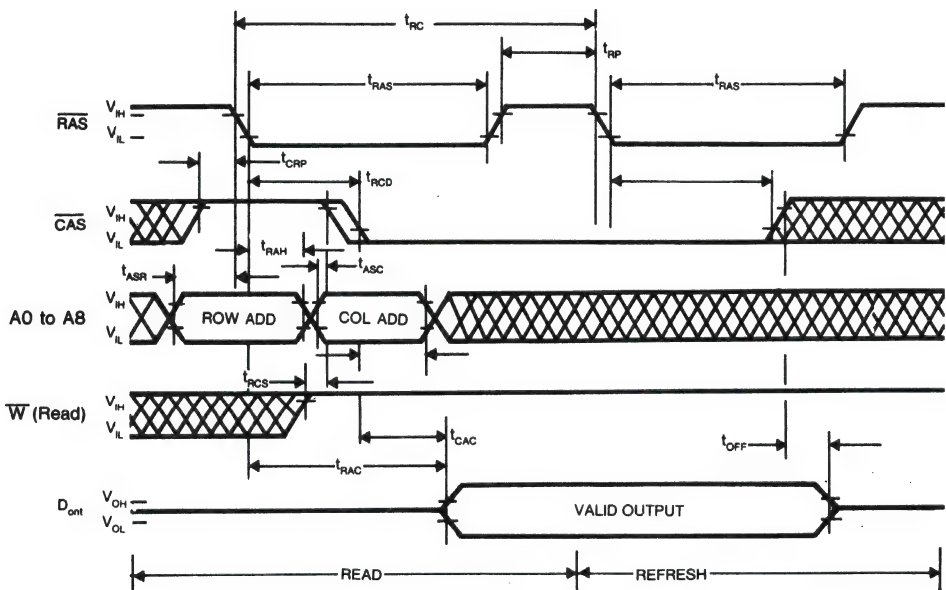 tRC
tRP
tRAS
tRAS
RAS
VIH
VIL
tCRP
tRCD
CAS
VIH
VIL
tRAH
tASC
tASR
A0 to A8
VIH
VIL
ROW ADD
COL ADD
tRCS
W (Read)
VIH
VIL
tCAC
tOFF
tRAC
Dont
VOH
VOL
VALID OUTPUT
READ
REFRESH